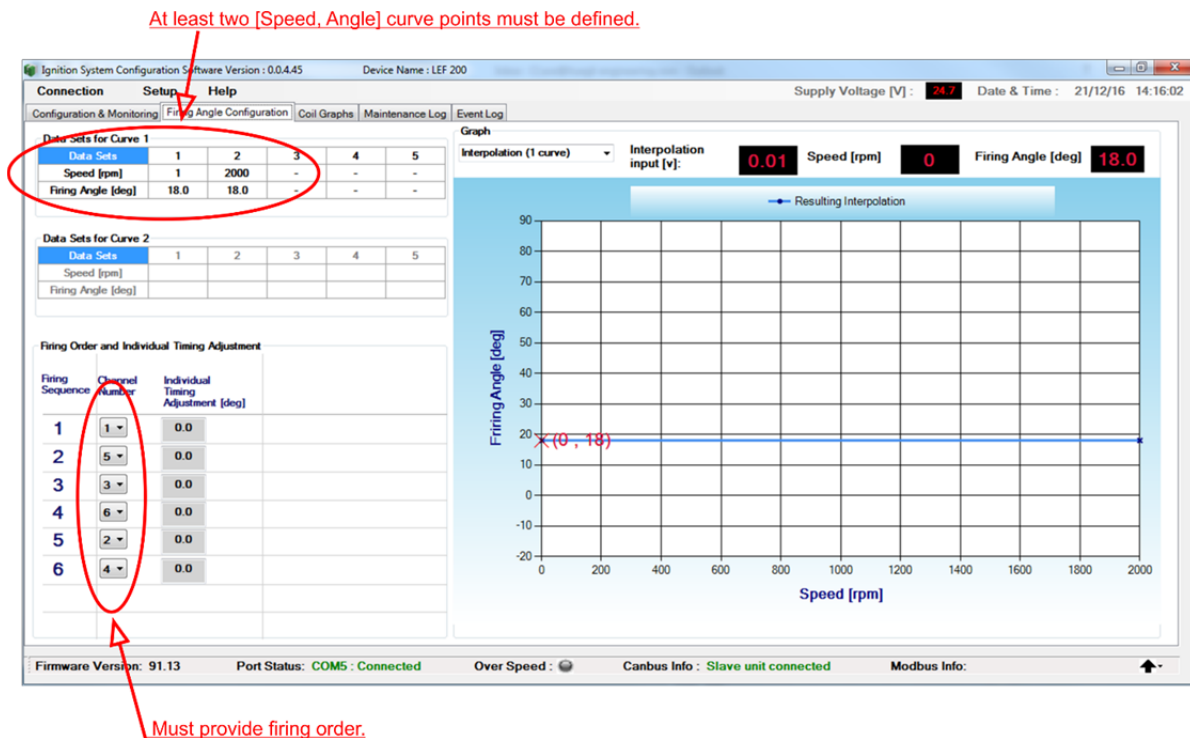 At least two [Speed, Angle] curve points must be defined.
Ignition System Configuration Software Version : 0.0.4.45 Device Name : LEF 200
Connection Setup Help Supply Voltage [V] : 24.7 Date & Time : 21/12/16 14:16:02
Configuration & Monitoring Firing Angle Configuration Coil Graphs Maintenance Log Event Log
Data Sets for Curve 1
Data Sets 1 2 3 4 5
Speed [rpm] 1 2000 - - -
Firing Angle [deg] 18.0 18.0 - - -
Data Sets for Curve 2
Data Sets 1 2 3 4 5
Speed [rpm]
Firing Angle [deg]
Firing Order and Individual Timing Adjustment
Firing Sequence Channel Number Individual Timing Adjustment [deg]
1 1 0.0
2 5 0.0
3 3 0.0
4 6 0.0
5 2 0.0
6 4 0.0
Graph
Interpolation (1 curve) Interpolation input [v]: 0.01 Speed [rpm] 0 Firing Angle [deg] 18.0
Resulting Interpolation
90
80
70
60
50
40
30
20
10
0
-10
-20
Friring Angle [deg]
(0 , 18)
0 200 400 600 800 1000 1200 1400 1600 1800 2000
Speed [rpm]
Firmware Version: 91.13 Port Status: COM5 : Connected Over Speed : Canbus Info : Slave unit connected Modbus Info:
Must provide firing order.